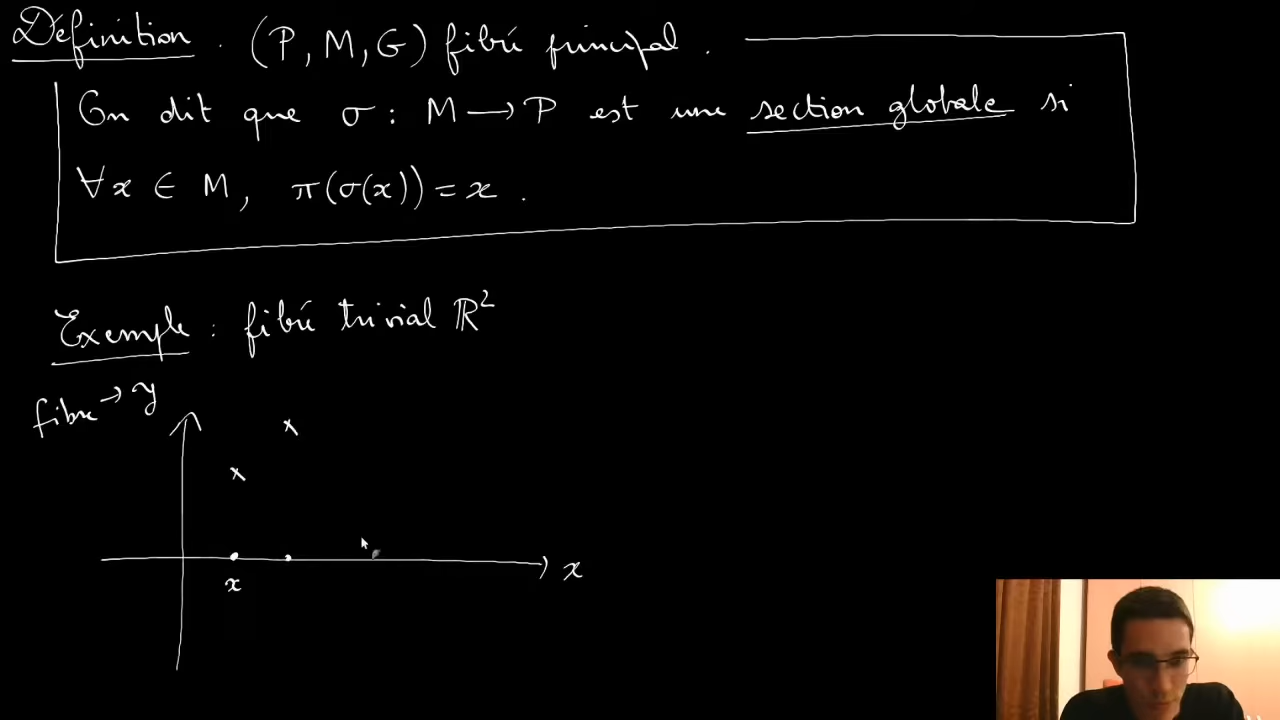 Définition . (P, M, G) fibré principal .
On dit que σ : M → P est une section globale si
∀x ∈ M, π(σ(x)) = x .
Exemple : fibré trivial ℝ²
fibre → y
x
x